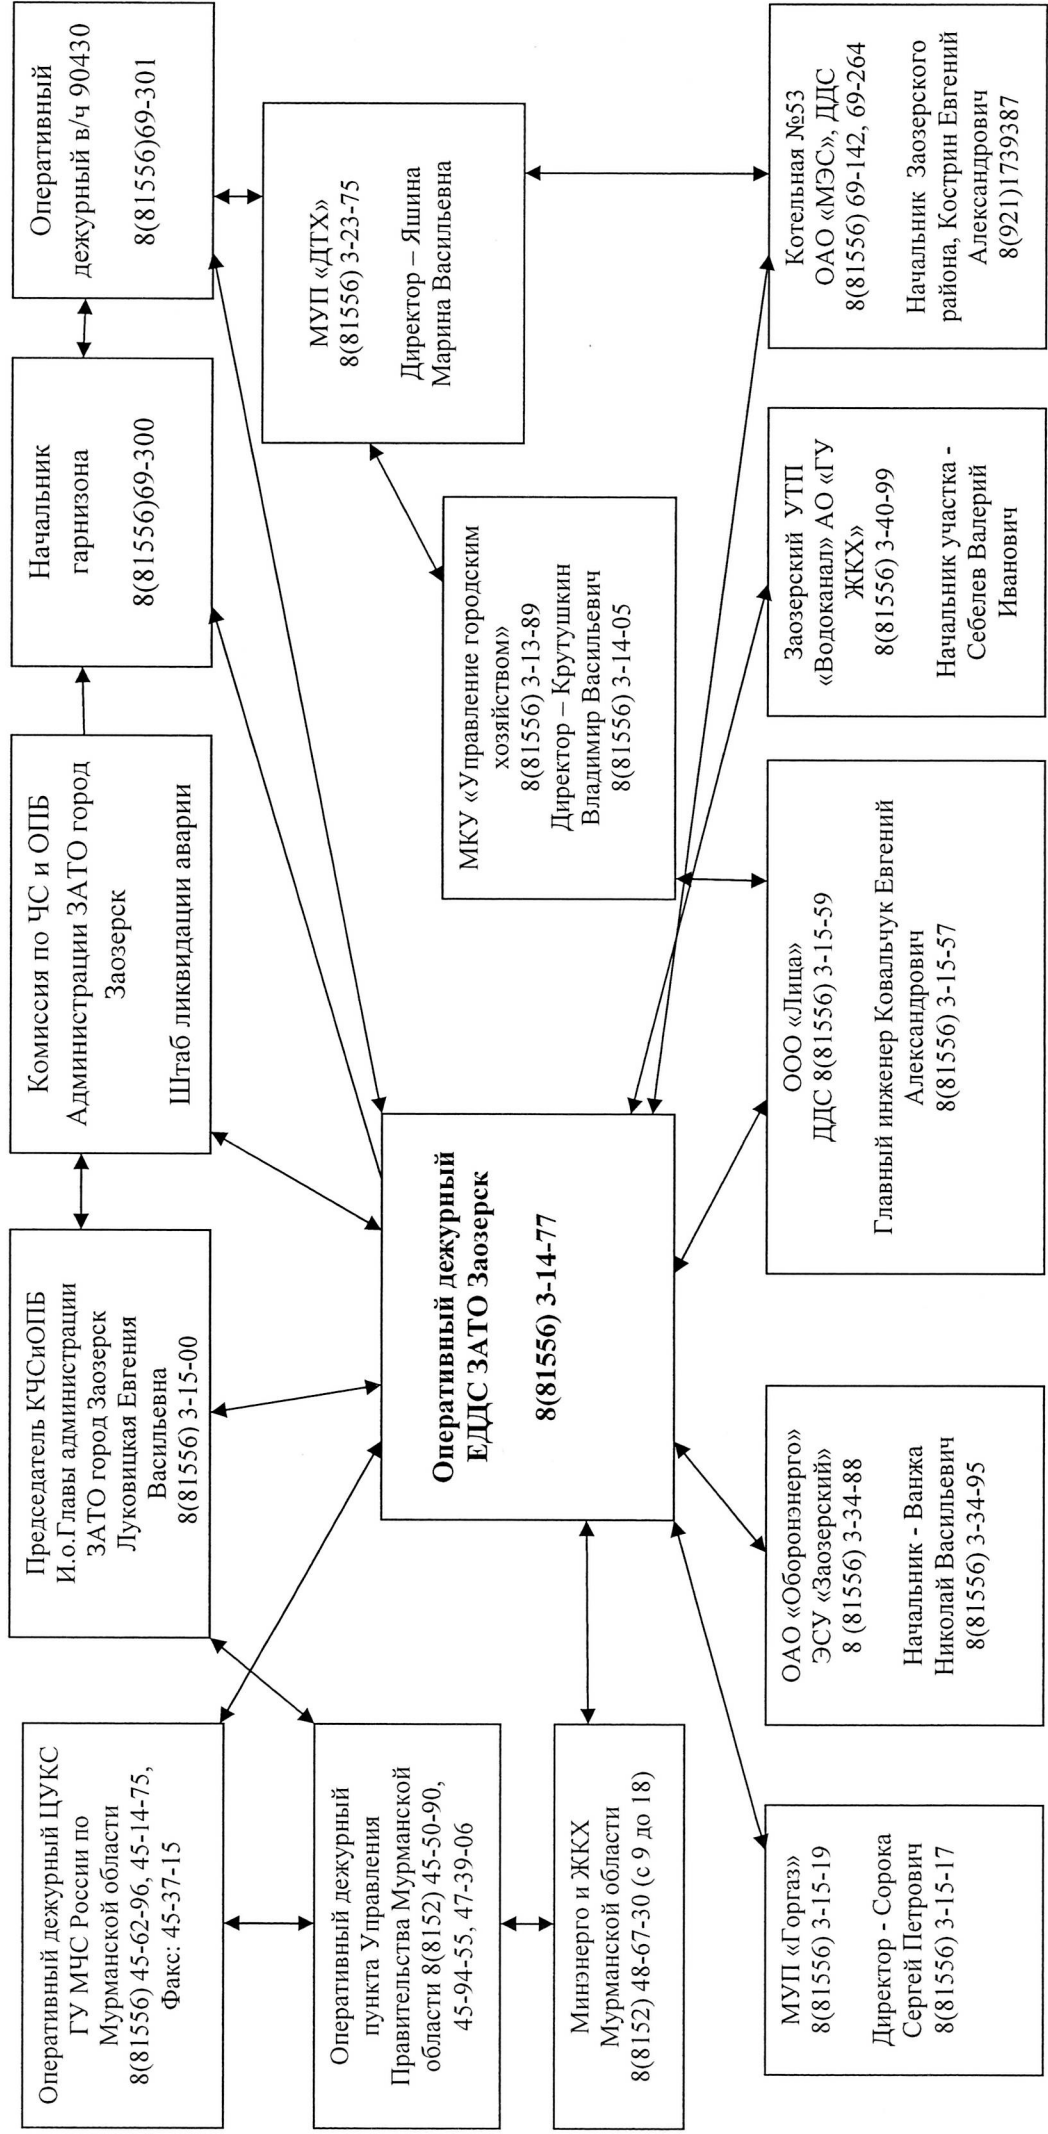 Оперативный дежурный ЦУКС
ГУ МЧС России по
Мурманской области
8(81556) 45-62-96, 45-14-75,
Факс: 45-37-15
Председатель КЧСиОПБ
И.о.Главы администрации
ЗАТО город Заозерск
Луковицкая Евгения
Васильевна
8(81556) 3-15-00
Комиссия по ЧС и ОПБ
Администрации ЗАТО город
Заозерск
Штаб ликвидации аварии
Начальник
гарнизона
8(81556)69-300
Оперативный
дежурный в/ч 90430
8(81556)69-301
Оперативный дежурный
пункта Управления
Правительства Мурманской
области 8(8152) 45-50-90,
45-94-55, 47-39-06
МУП «ДТХ»
8(81556) 3-23-75
Директор – Яшина
Марина Васильевна
Оперативный дежурный
ЕДДС ЗАТО Заозерск
8(81556) 3-14-77
МКУ «Управление городским
хозяйством»
8(81556) 3-13-89
Директор – Крутушкин
Владимир Васильевич
8(81556) 3-14-05
Минэнерго и ЖКХ
Мурманской области
8(8152) 48-67-30 (с 9 до 18)
МУП «Горгаз»
8(81556) 3-15-19
Директор - Сорока
Сергей Петрович
8(81556) 3-15-17
ОАО «Оборонэнерго»
ЭСУ «Заозерский»
8 (81556) 3-34-88
Начальник - Ванжа
Николай Васильевич
8(81556) 3-34-95
ООО «Лица»
ДДС 8(81556) 3-15-59
Главный инженер Ковальчук Евгений
Александрович
8(81556) 3-15-57
Заозерский УТП
«Водоканал» АО «ГУ
ЖКХ»
8(81556) 3-40-99
Начальник участка -
Себелев Валерий
Иванович
Котельная №53
ОАО «МЭС», ДДС
8(81556) 69-142, 69-264
Начальник Заозерского
района, Кострин Евгений
Александрович
8(921)1739387